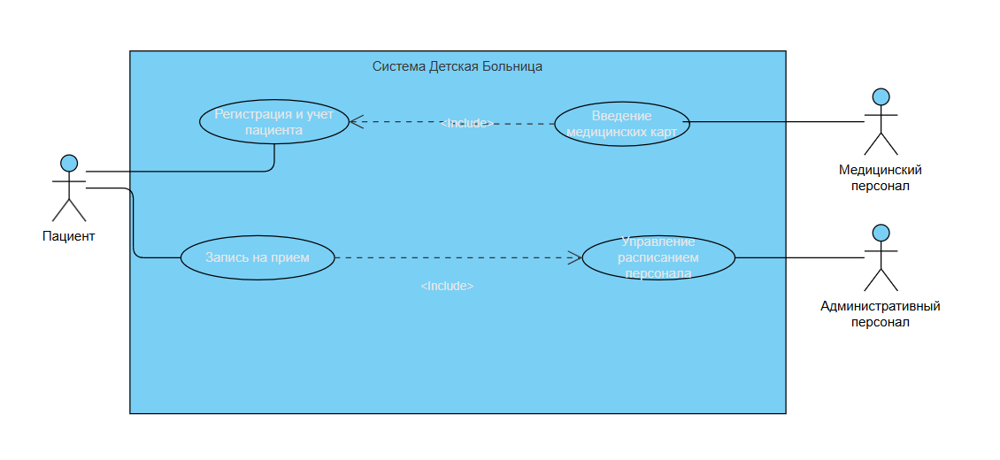 Система Детская Больница
Регистрация и учет
пациента
<Include>
Введение
медицинских карт
Медицинский
персонал
Пациент
Запись на прием
<Include>
Управление
расписанием
персонала
Административный
персонал